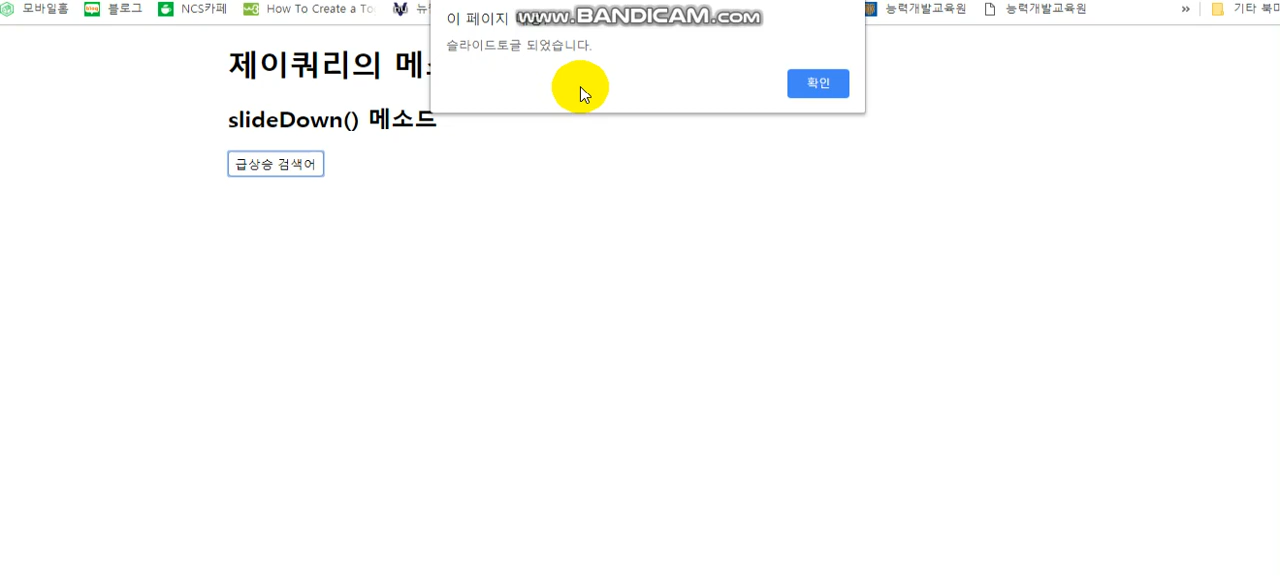 모바일홈 블로그 NCS카페 How To Create a To 능력개발교육원 능력개발교육원 » 기타 북마
이 페이지
www.BANDICAM.com
슬라이드토글 되었습니다.
확인
제이쿼리의
slideDown() 메소드
급상승 검색어